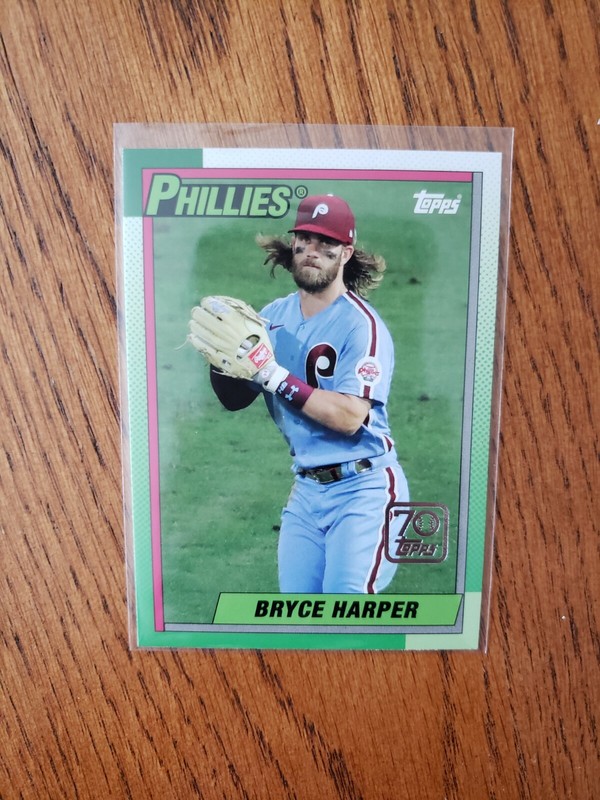 PHILLIES®
Topps®
P
P
70
Topps
BRYCE HARPER